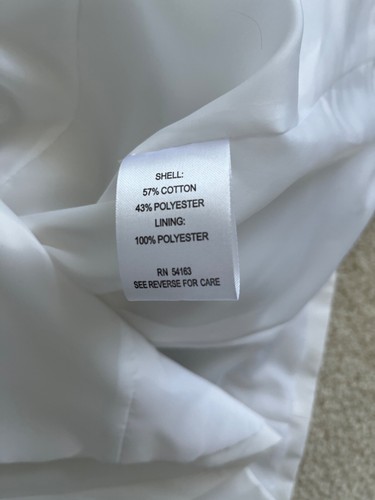 SHELL:
57% COTTON
43% POLYESTER
LINING:
100% POLYESTER
RN 54163
SEE REVERSE FOR CARE